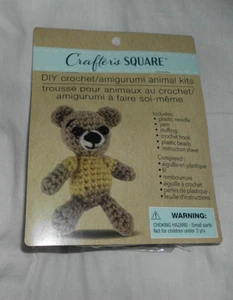 Crafter's SQUARE™
DIY crochet/amigurumi animal kits
trousse pour animaux au crochet/
amigurumi à faire soi-même
Includes:
• plastic needle
• yarn
• stuffing
• crochet hook
• plastic beads
• instruction sheet
Comprend :
• aiguille en plastique
• fil
• rembourrure
• aiguille à crochet
• perles de plastique
• feuille d'instructions
WARNING:
CHOKING HAZARD - Small parts
Not for children under 3 yrs